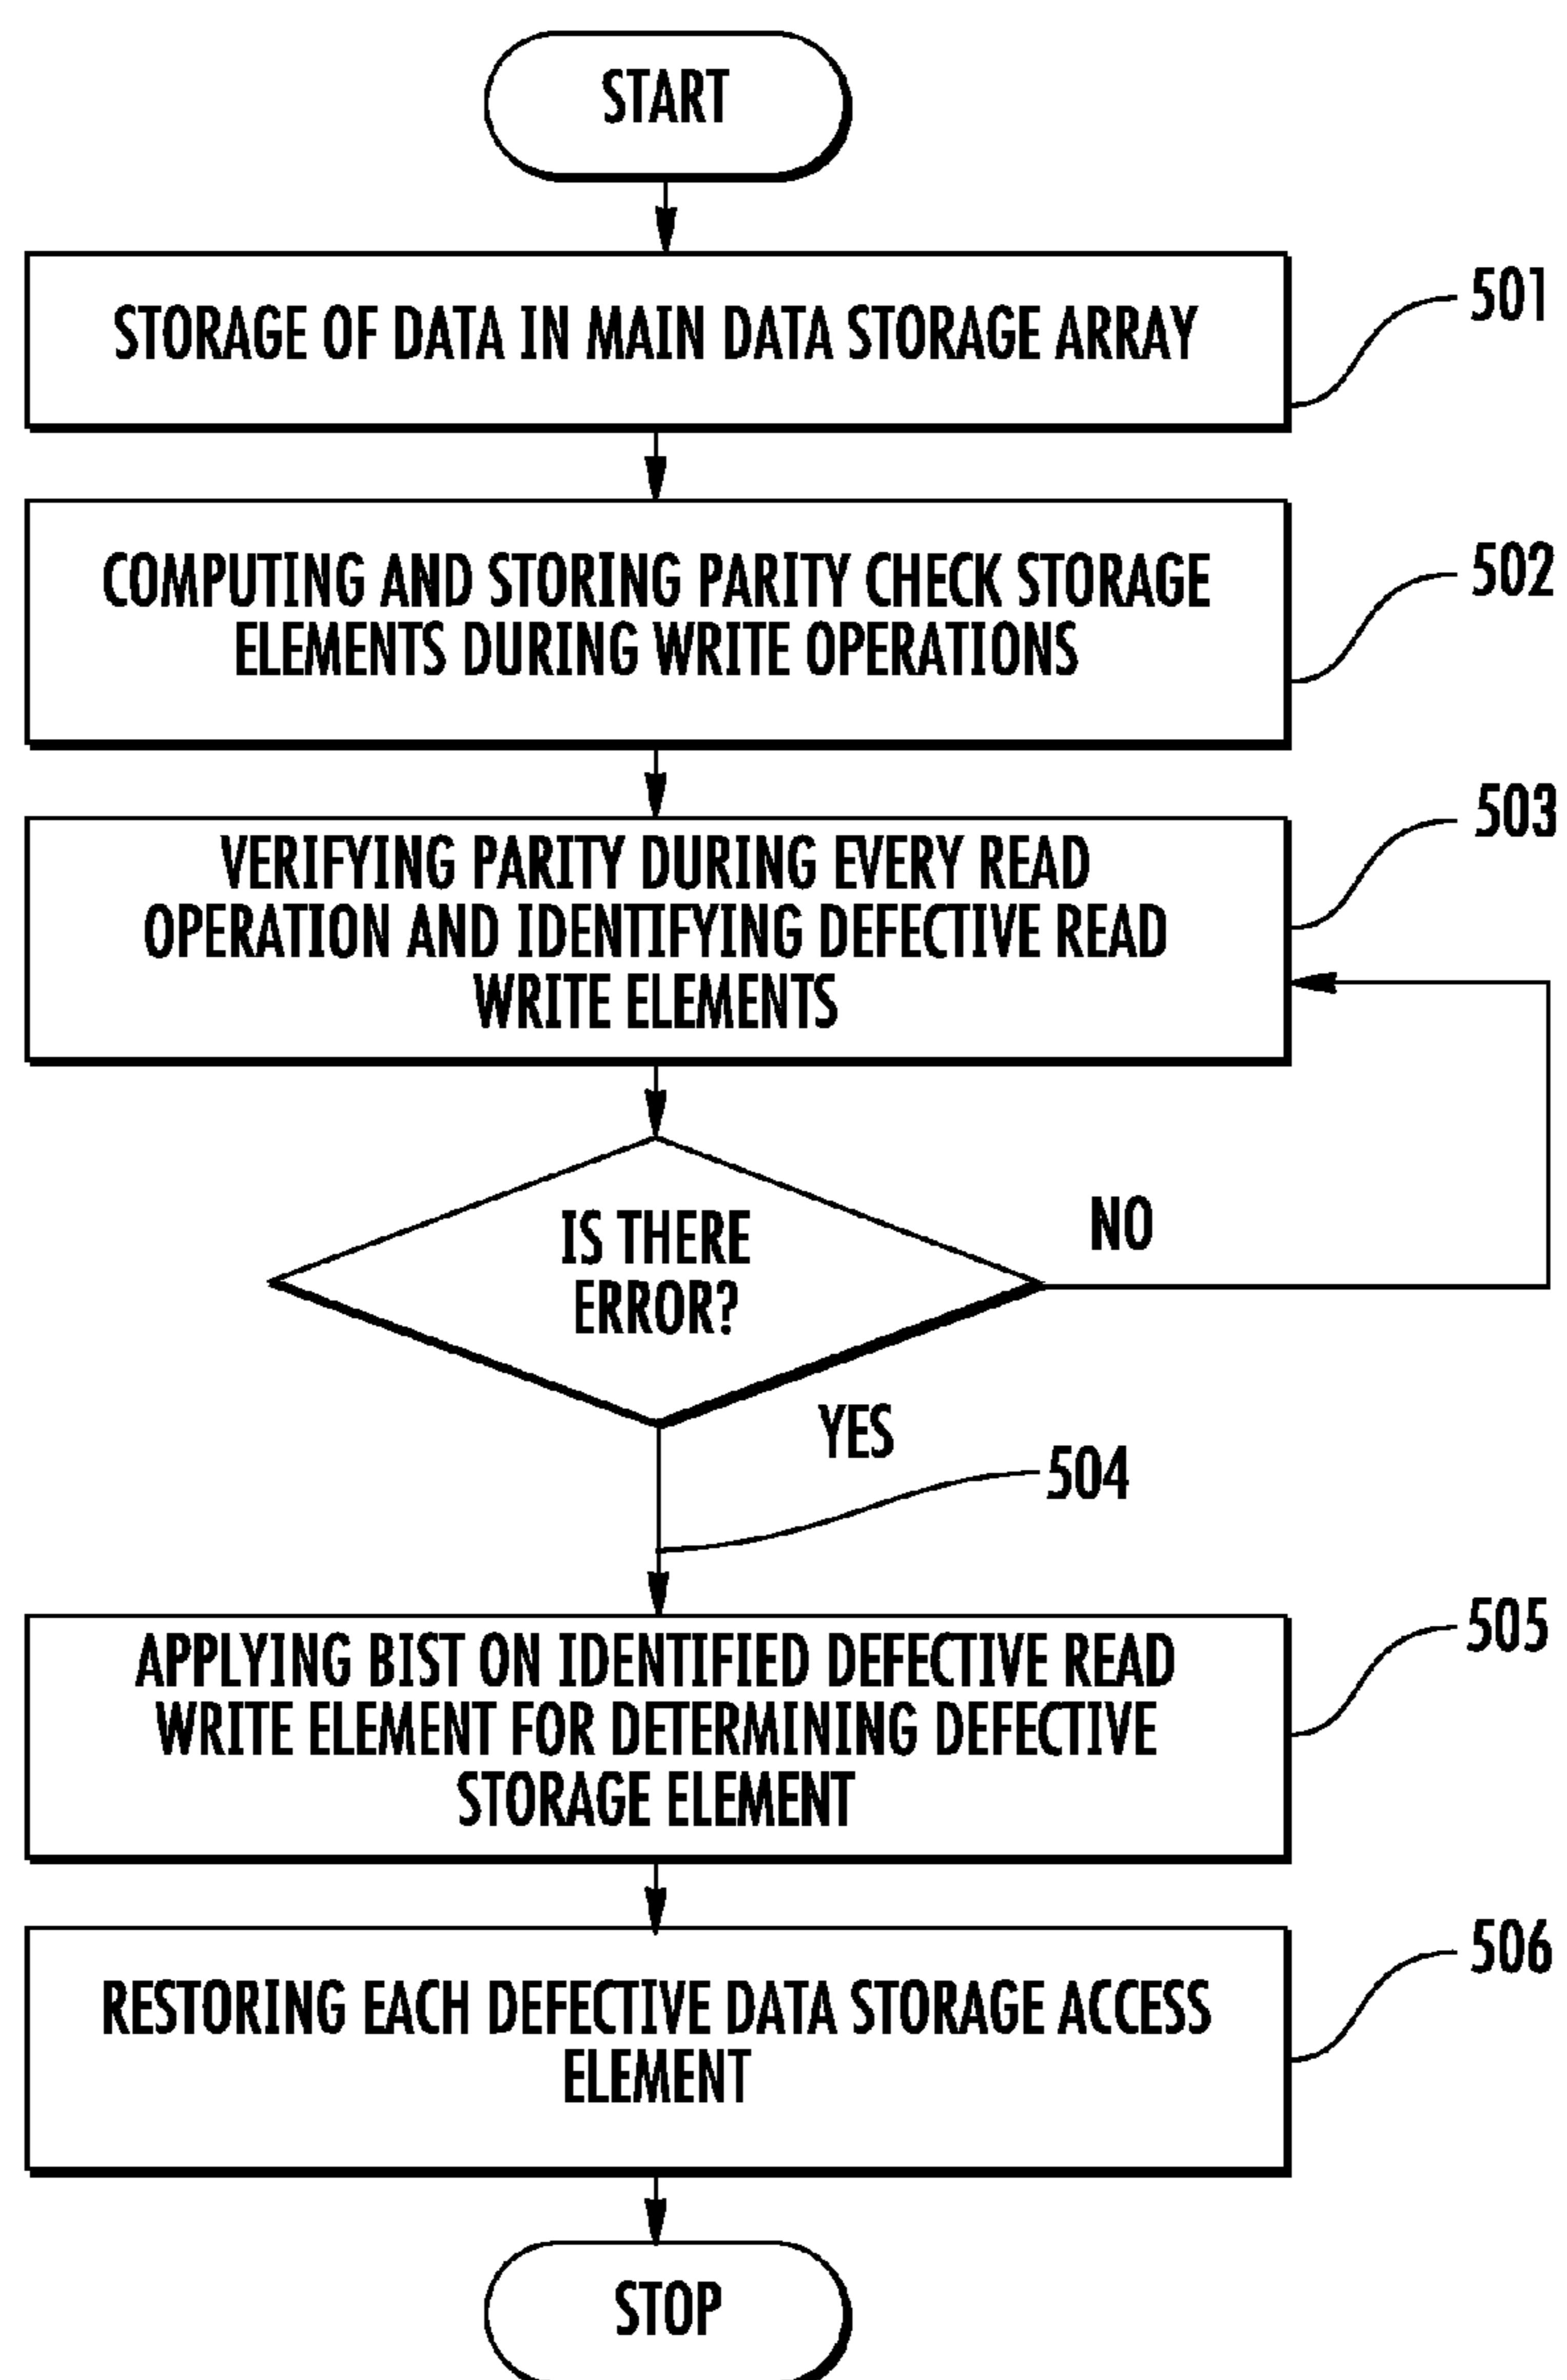 START
STORAGE OF DATA IN MAIN DATA STORAGE ARRAY
501
COMPUTING AND STORING PARITY CHECK STORAGE
ELEMENTS DURING WRITE OPERATIONS
502
VERIFYING PARITY DURING EVERY READ
OPERATION AND IDENTIFYING DEFECTIVE READ
WRITE ELEMENTS
503
IS THERE
ERROR?
NO
YES
504
APPLYING BIST ON IDENTIFIED DEFECTIVE READ
WRITE ELEMENT FOR DETERMINING DEFECTIVE
STORAGE ELEMENT
505
RESTORING EACH DEFECTIVE DATA STORAGE ACCESS
ELEMENT
506
STOP